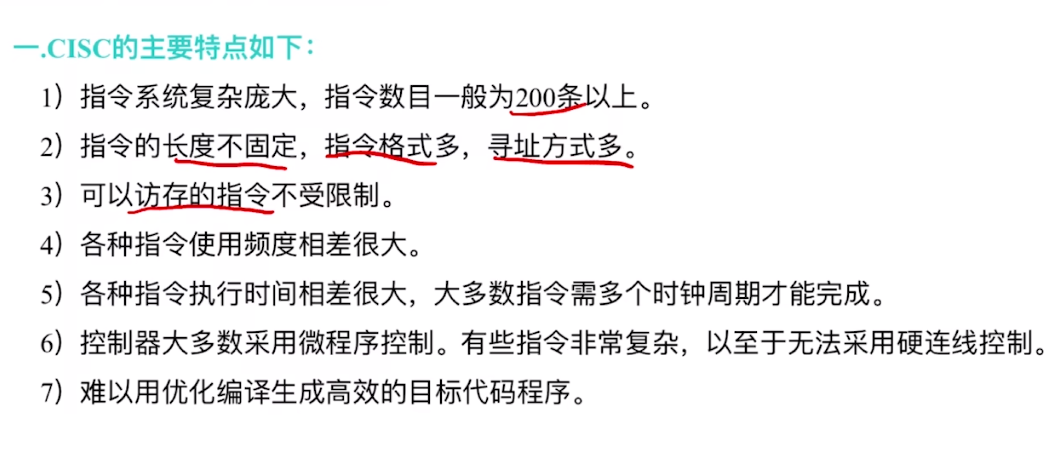 一.CISC的主要特点如下：
1）指令系统复杂庞大，指令数目一般为200条以上。
2）指令的长度不固定，指令格式多，寻址方式多。
3）可以访存的指令不受限制。
4）各种指令使用频度相差很大。
5）各种指令执行时间相差很大，大多数指令需多个时钟周期才能完成。
6）控制器大多数采用微程序控制。有些指令非常复杂，以至于无法采用硬连线控制。
7）难以用优化编译生成高效的目标代码程序。